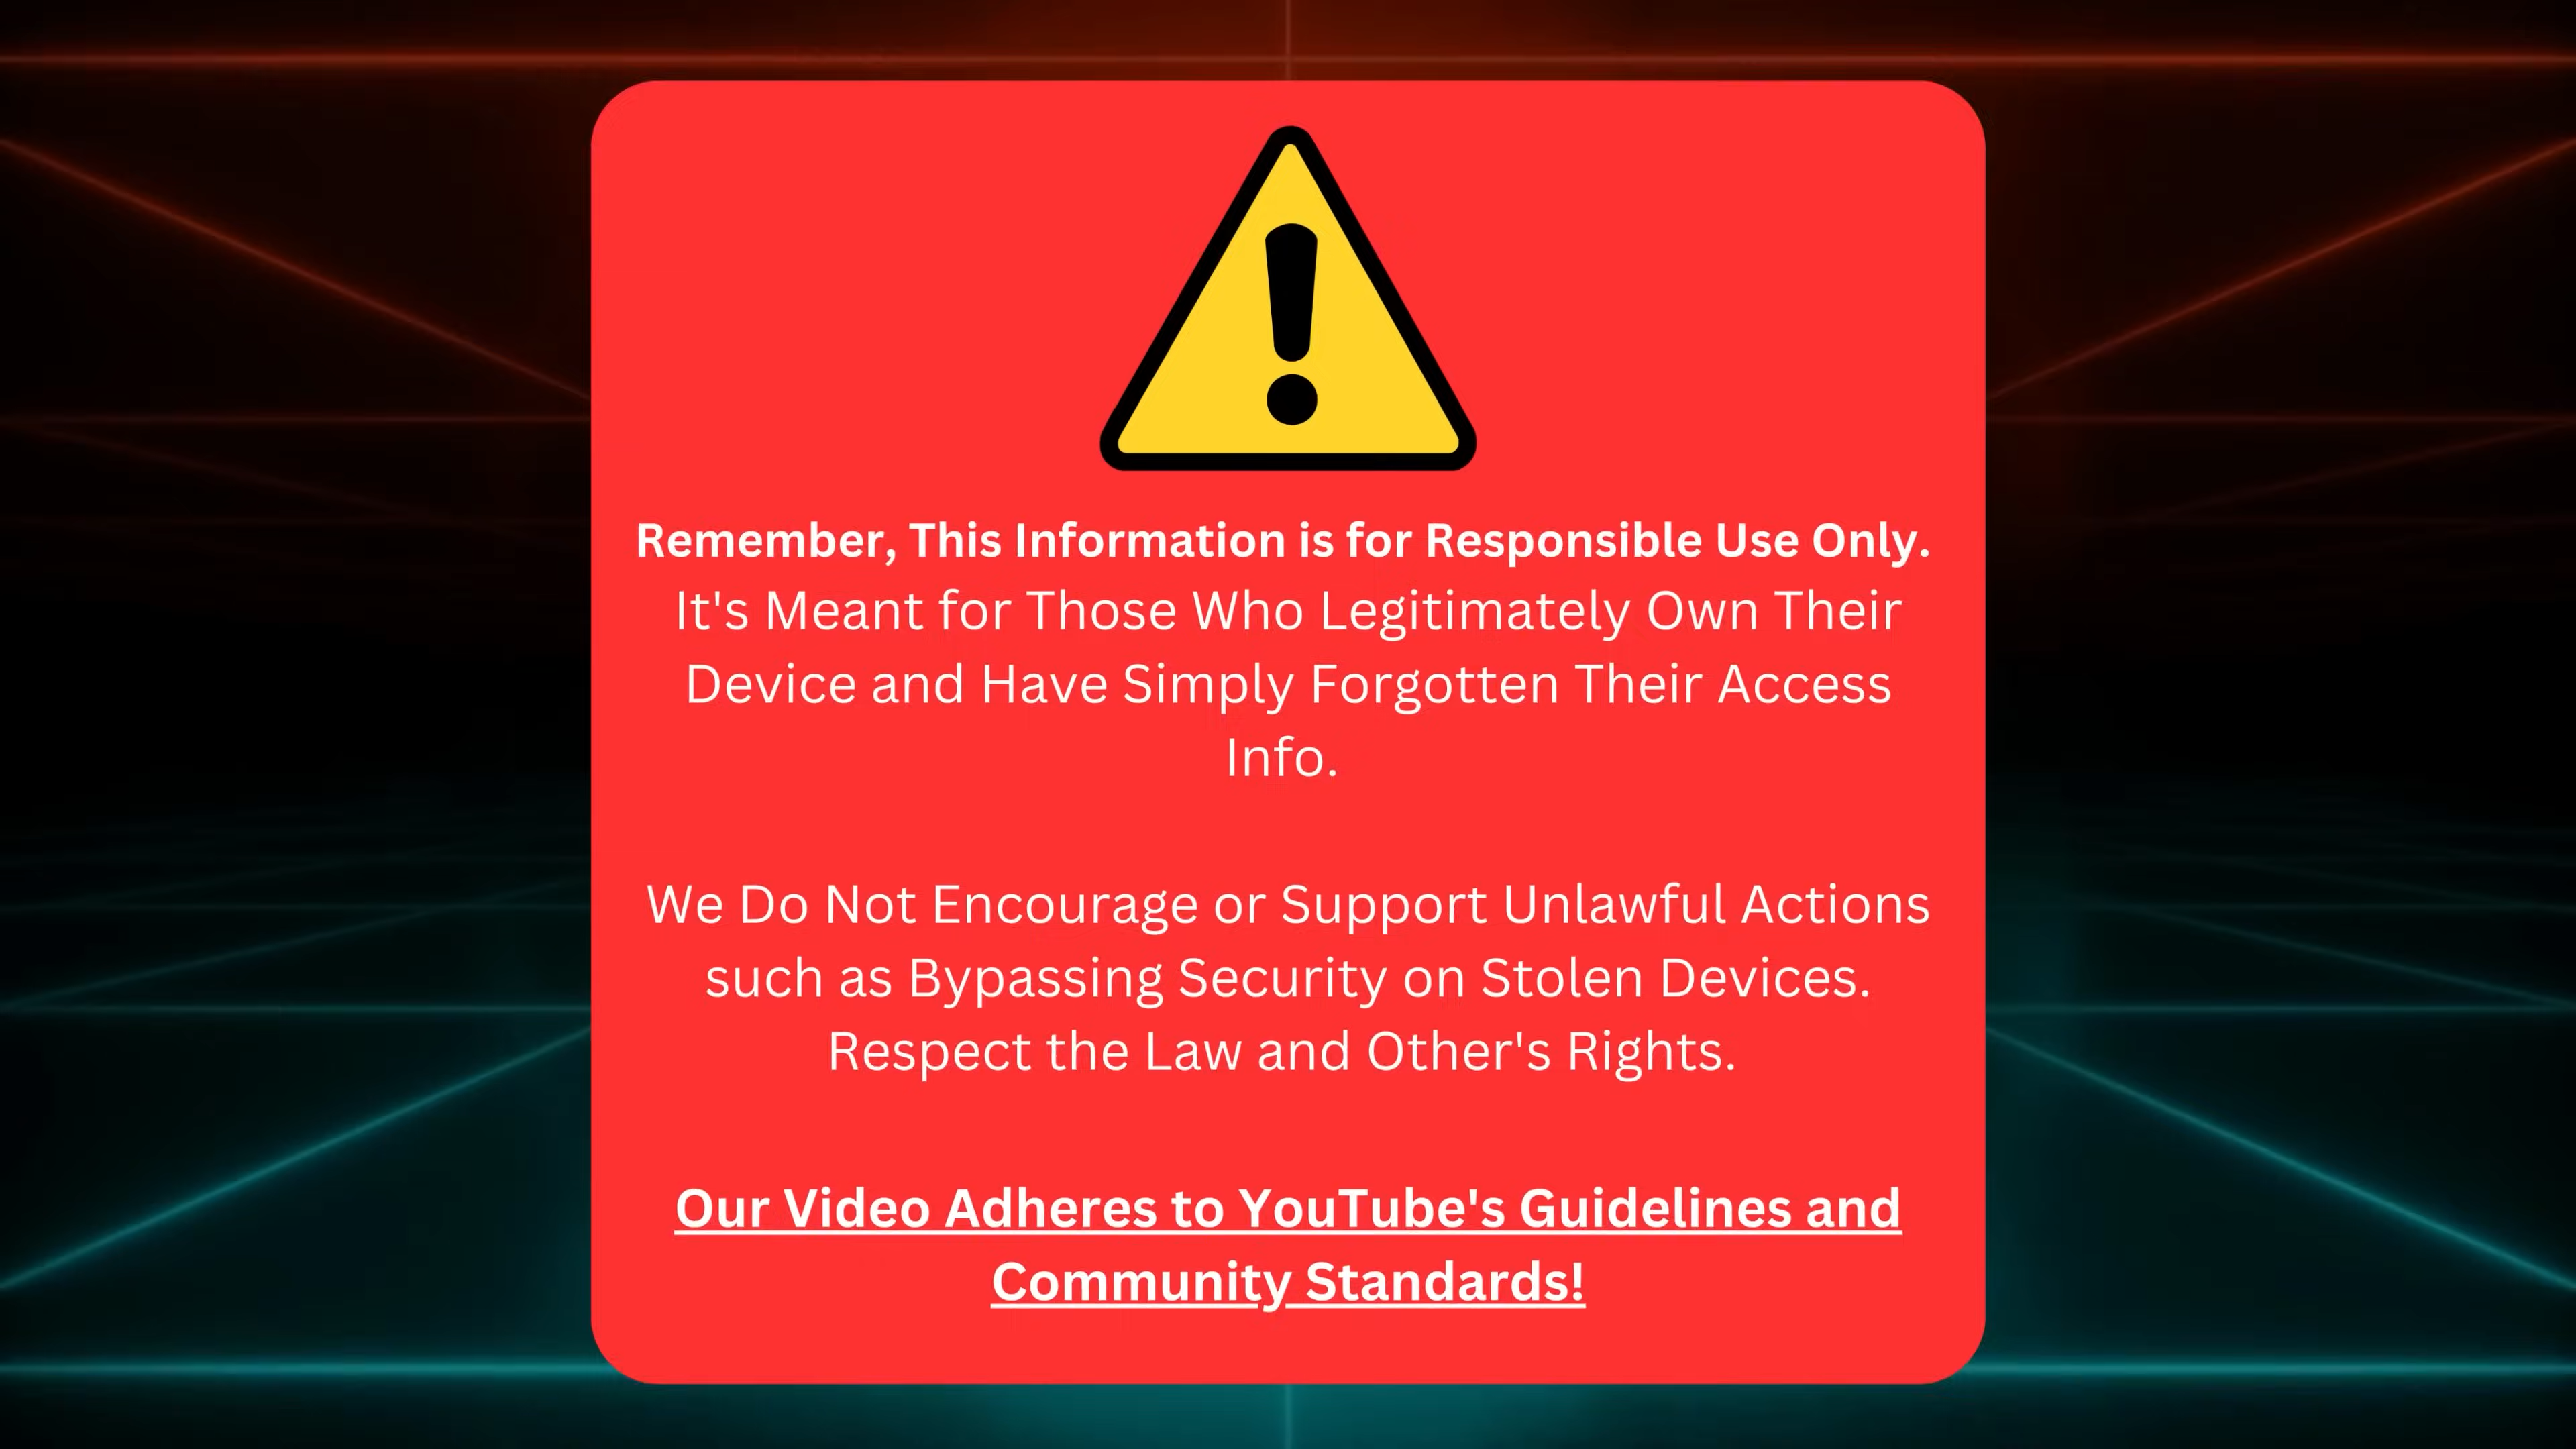 Remember, This Information is for Responsible Use Only.
It's Meant for Those Who Legitimately Own Their
Device and Have Simply Forgotten Their Access
Info.
We Do Not Encourage or Support Unlawful Actions
such as Bypassing Security on Stolen Devices.
Respect the Law and Other's Rights.
Our Video Adheres to YouTube's Guidelines and
Community Standards!